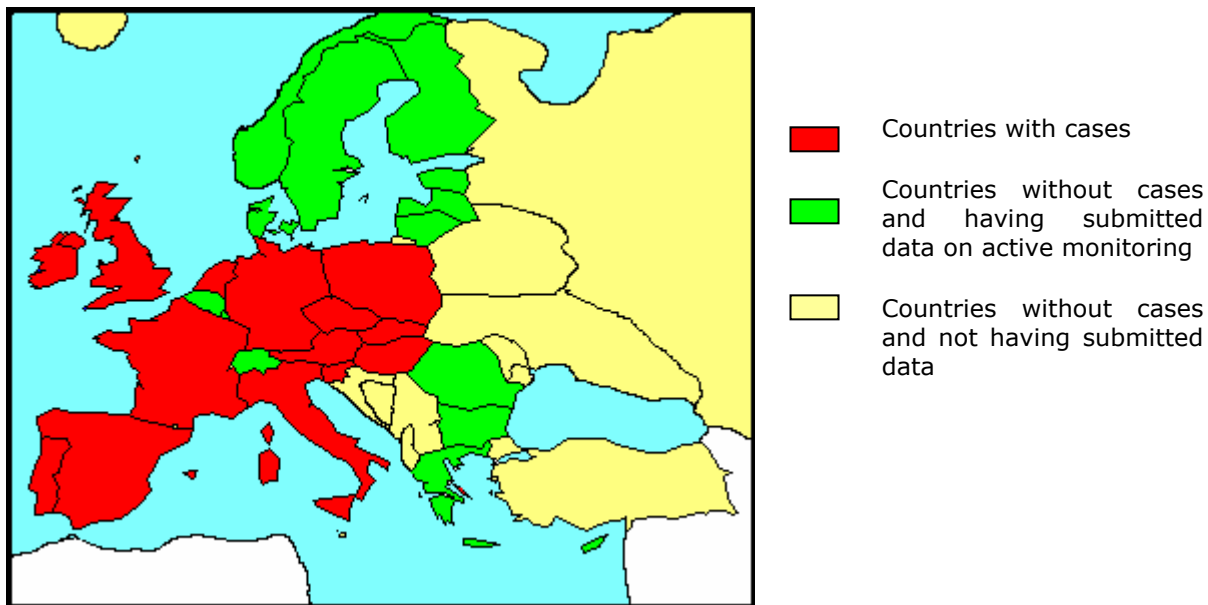 Countries with cases
Countries without cases
and having submitted
data on active monitoring
Countries without cases
and not having submitted
data